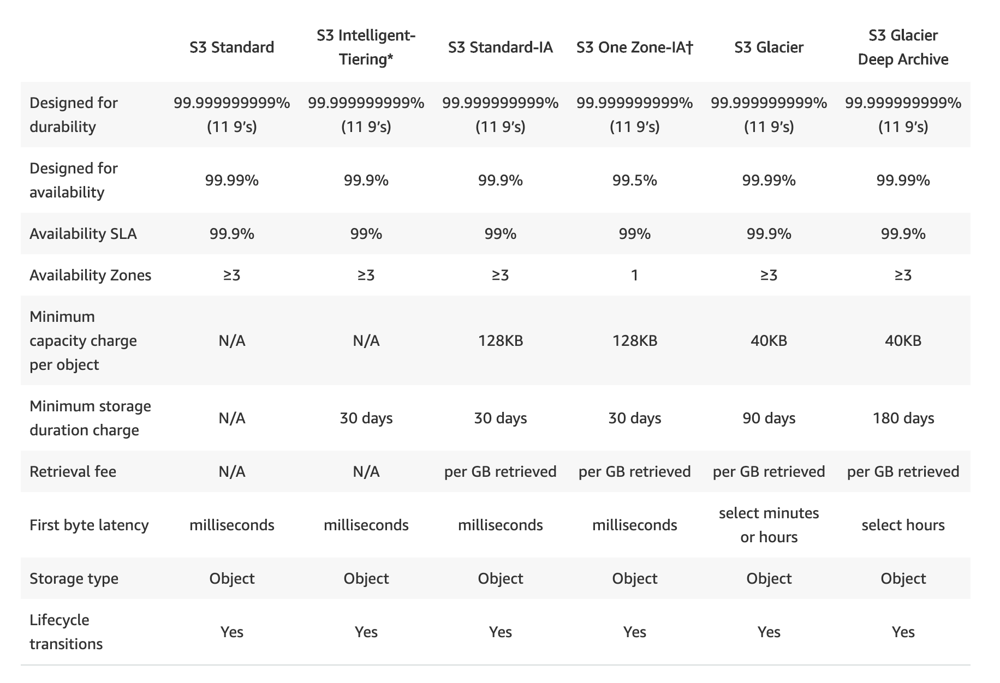 S3 Standard S3 Intelligent- S3 Standard-IA S3 One Zone-IA† S3 Glacier S3 Glacier
Tiering* Deep Archive
Designed for 99.999999999% 99.999999999% 99.999999999% 99.999999999% 99.999999999% 99.999999999%
durability (11 9’s) (11 9’s) (11 9’s) (11 9’s) (11 9’s) (11 9’s)
Designed for
availability 99.99% 99.9% 99.9% 99.5% 99.99% 99.99%
Availability SLA 99.9% 99% 99% 99% 99.9% 99.9%
Availability Zones ≥3 ≥3 ≥3 1 ≥3 ≥3
Minimum
capacity charge N/A N/A 128KB 128KB 40KB 40KB
per object
Minimum storage
duration charge N/A 30 days 30 days 30 days 90 days 180 days
Retrieval fee N/A N/A per GB retrieved per GB retrieved per GB retrieved per GB retrieved
First byte latency milliseconds milliseconds milliseconds milliseconds select minutes select hours
or hours
Storage type Object Object Object Object Object Object
Lifecycle
transitions Yes Yes Yes Yes Yes Yes